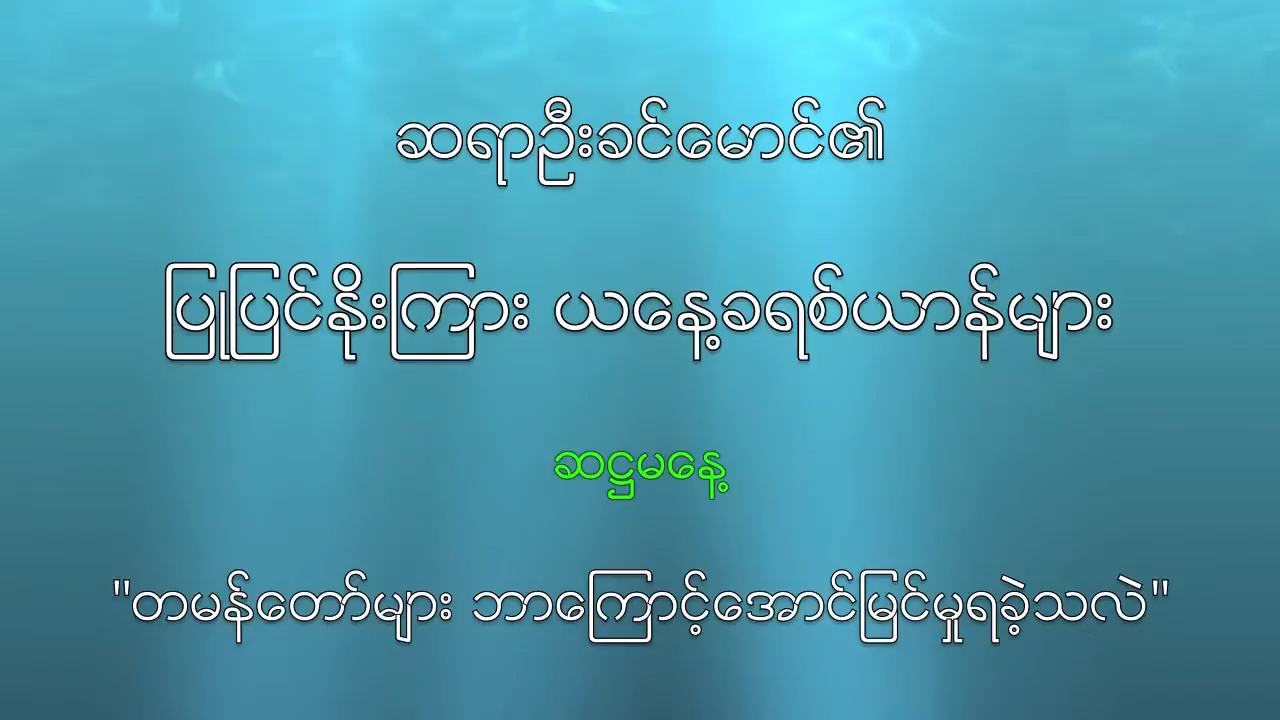 ဆရာဦးခင်မောင်၏
ပြုပြင်နိုးကြား ယနေ့ခရစ်ယာန်များ
ဆဋ္ဌမနေ့
"တမန်တော်များ ဘာကြောင့်အောင်မြင်မှုရခဲ့သလဲ"